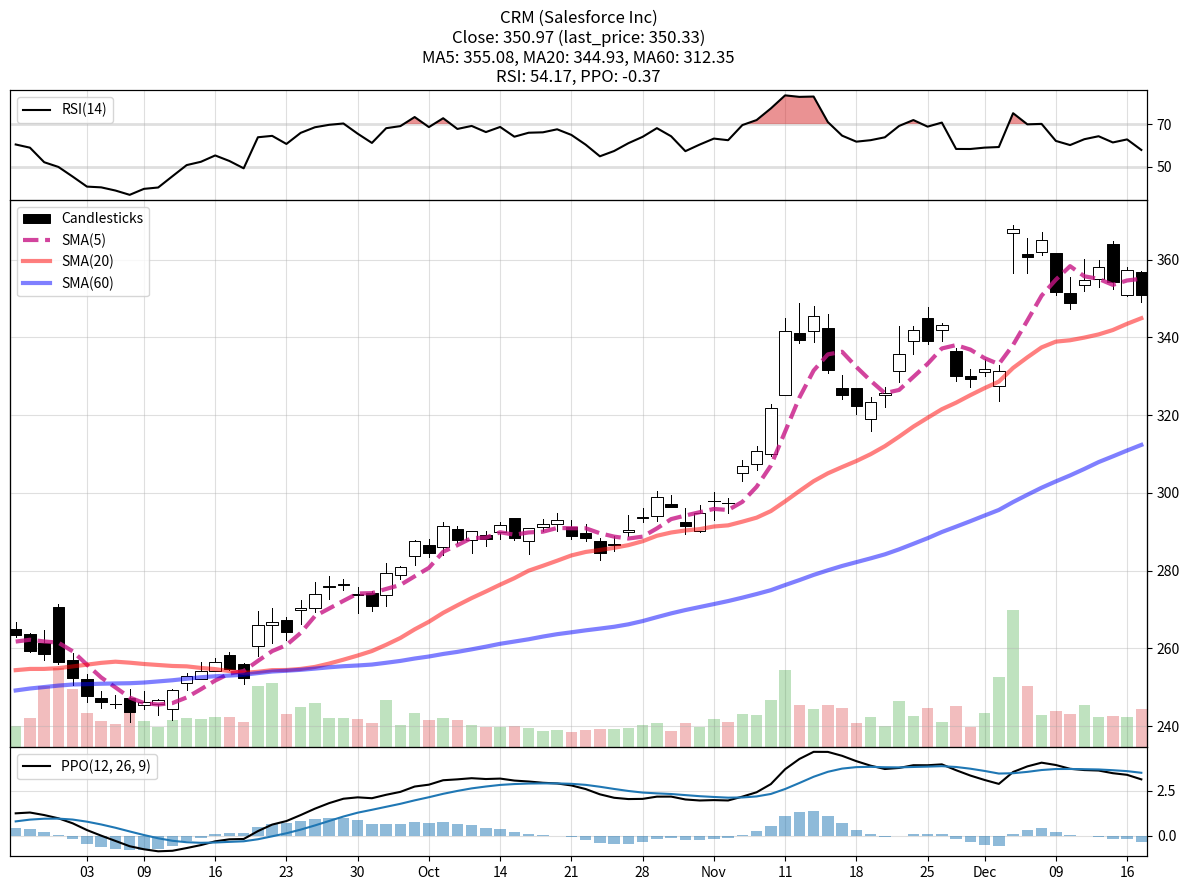 CRM (Salesforce Inc)
Close: 350.97 (last_price: 350.33)
MA5: 355.08, MA20: 344.93, MA60: 312.35
RSI: 54.17, PPO: -0.37
RSI(14)
70
50
Candlesticks
SMA(5)
SMA(20)
SMA(60)
360
340
320
300
280
260
240
PPO(12, 26, 9)
2.5
0.0
03 09 16 23 30 Oct 14 21 28 Nov 11 18 25 Dec 09 16